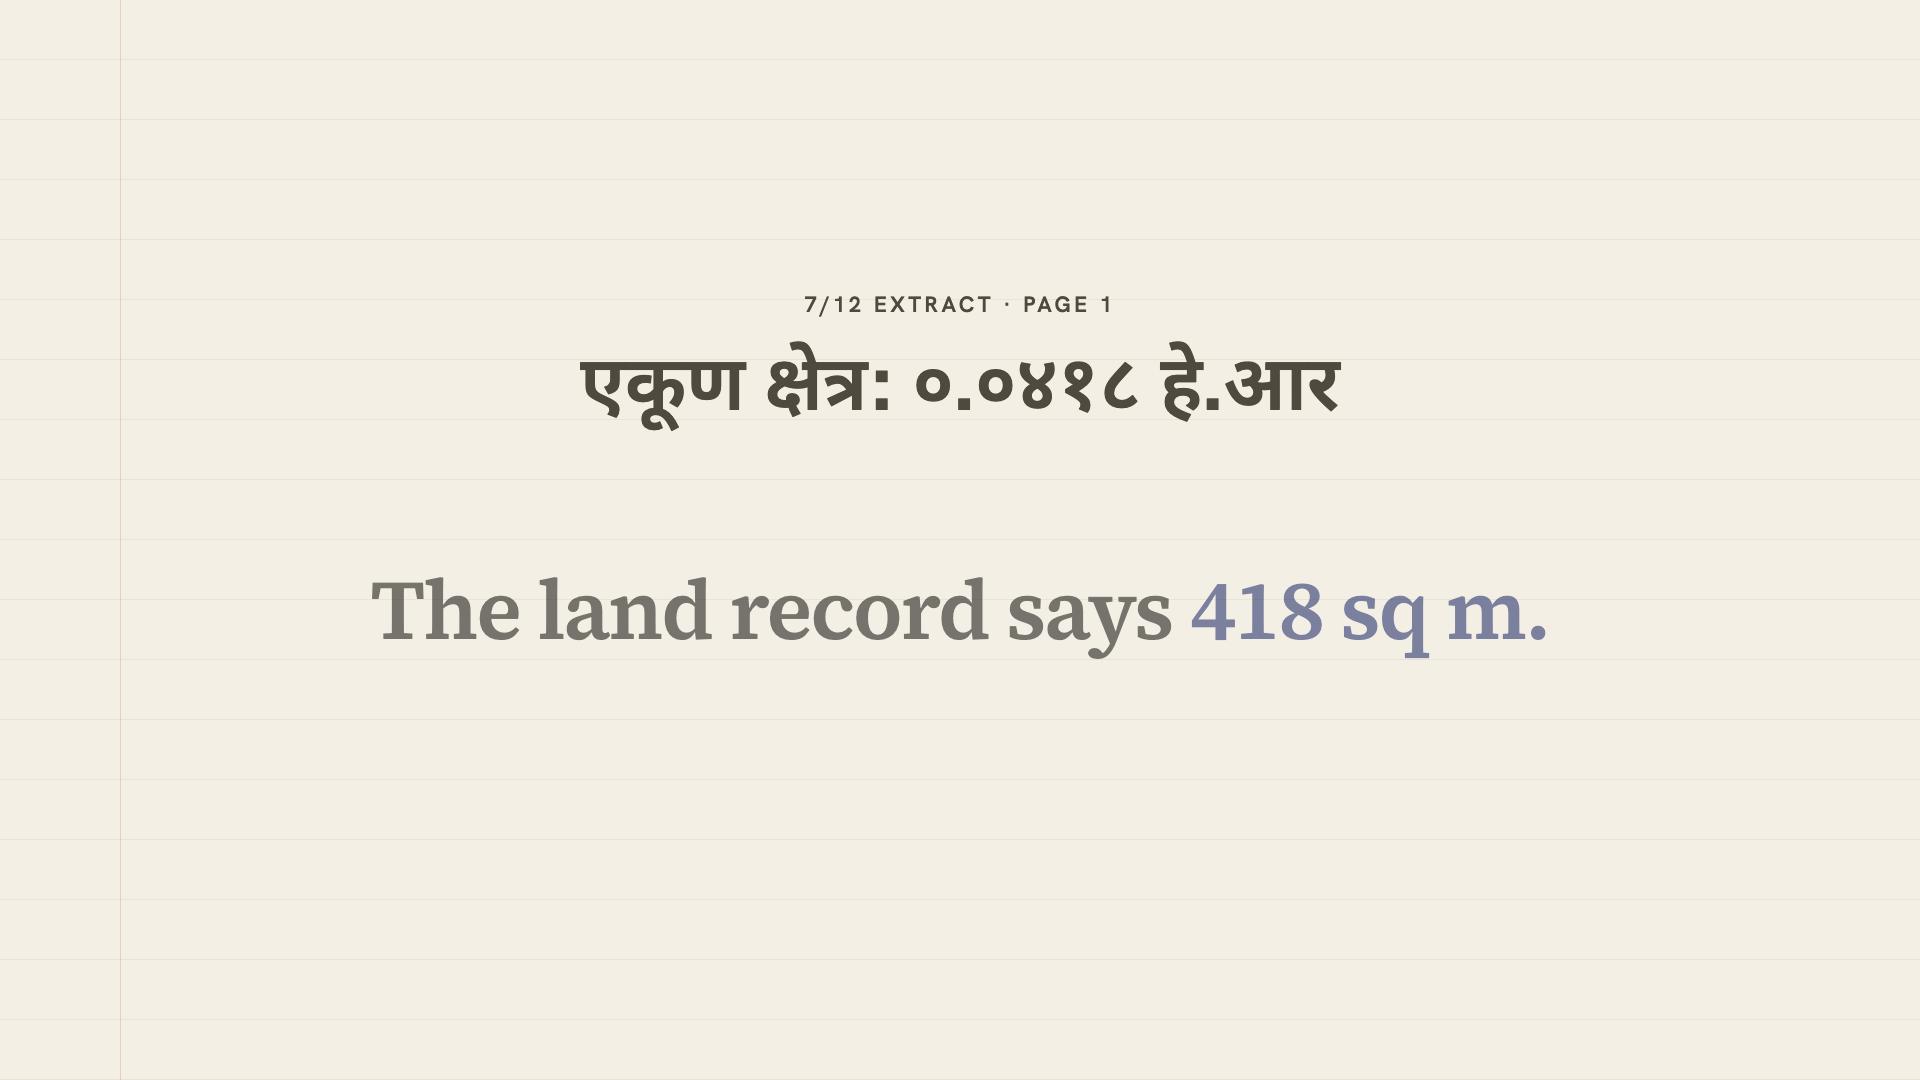 7/12 EXTRACT · PAGE 1
एकूण क्षेत्र: ०.०४१८ हे.आर
The land record says 418 sq m.